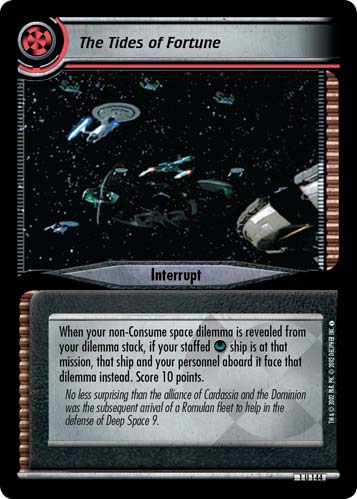 The Tides of Fortune
Interrupt
When your non-Consume space dilemma is revealed from
your dilemma stack, if your staffed ship is at that
mission, that ship and your personnel aboard it face that
dilemma instead. Score 10 points.
No less surprising than the alliance of Cardassia and the Dominion
was the subsequent arrival of a Romulan fleet to help in the
defense of Deep Space 9.
1 U 144